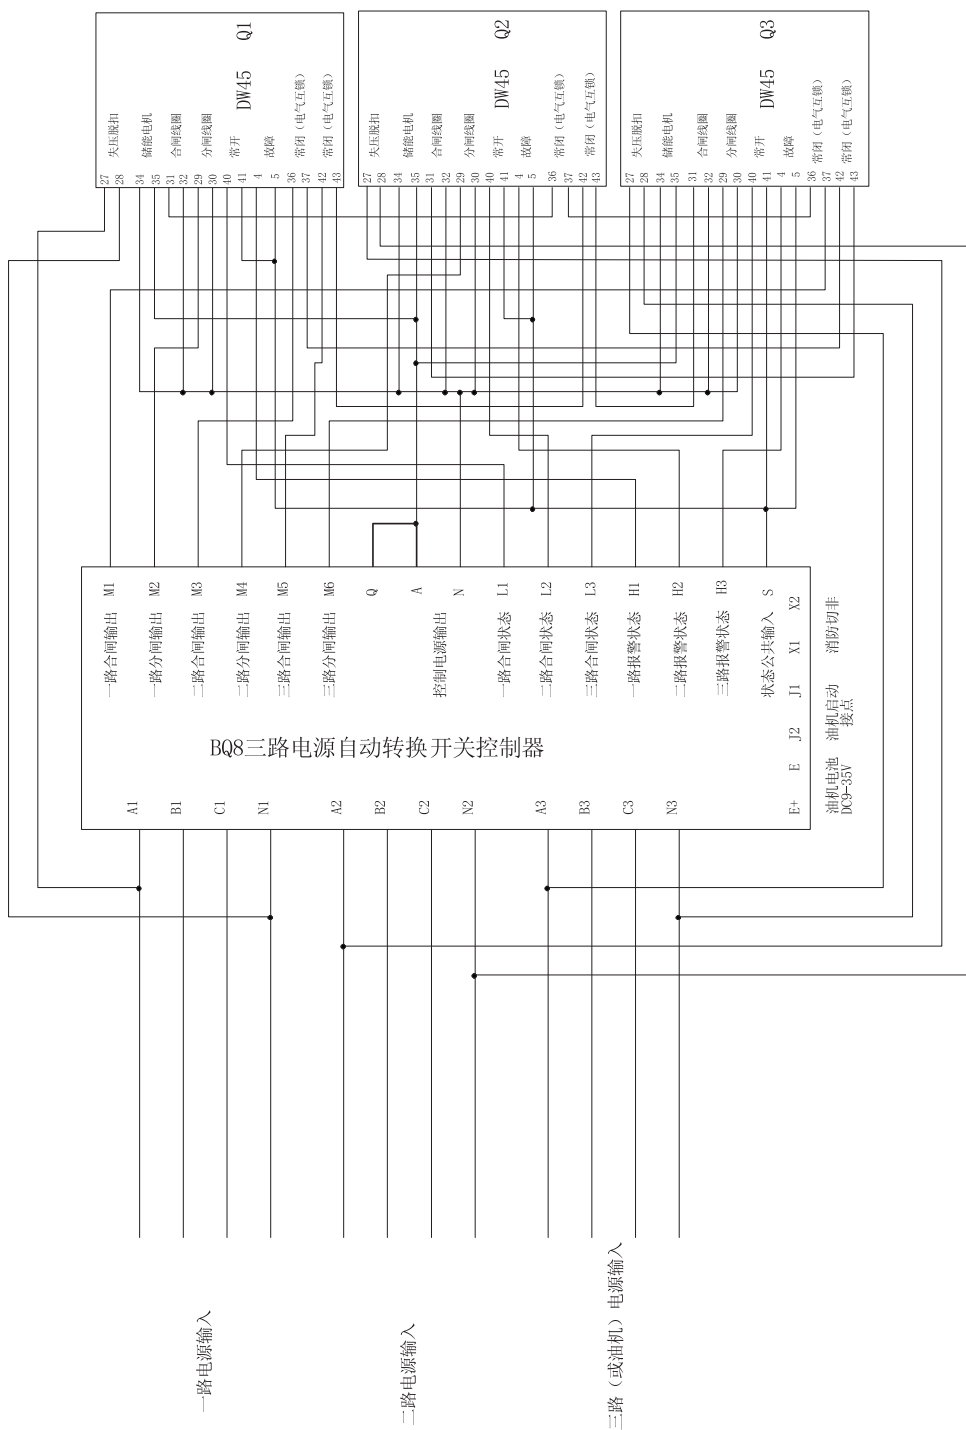 DW45 Q1
失压脱扣
储能电机
合闸线圈
分闸线圈
常开
故障
常闭（电气互锁）
常闭（电气互锁）
27
28
34
35
31
32
29
30
40
41
4
5
36
37
42
43
DW45 Q2
失压脱扣
储能电机
合闸线圈
分闸线圈
常开
故障
常闭（电气互锁）
常闭（电气互锁）
27
28
34
35
31
32
29
30
40
41
4
5
36
37
42
43
DW45 Q3
失压脱扣
储能电机
合闸线圈
分闸线圈
常开
故障
常闭（电气互锁）
常闭（电气互锁）
27
28
34
35
31
32
29
30
40
41
4
5
36
37
42
43
一路合闸输出 M1
一路分闸输出 M2
二路合闸输出 M3
二路分闸输出 M4
三路合闸输出 M5
三路分闸输出 M6
Q
A
控制电源输出 N
一路合闸状态 L1
二路合闸状态 L2
三路合闸状态 L3
一路报警状态 H1
二路报警状态 H2
三路报警状态 H3
状态公共输入 S
BQ8三路电源自动转换开关控制器
A1
B1
C1
N1
A2
B2
C2
N2
A3
B3
C3
N3
E+ E J2 J1 X1 X2
油机电池
DC9-35V
油机启动
接点
消防切非
一路电源输入
二路电源输入
三路（或油机）电源输入